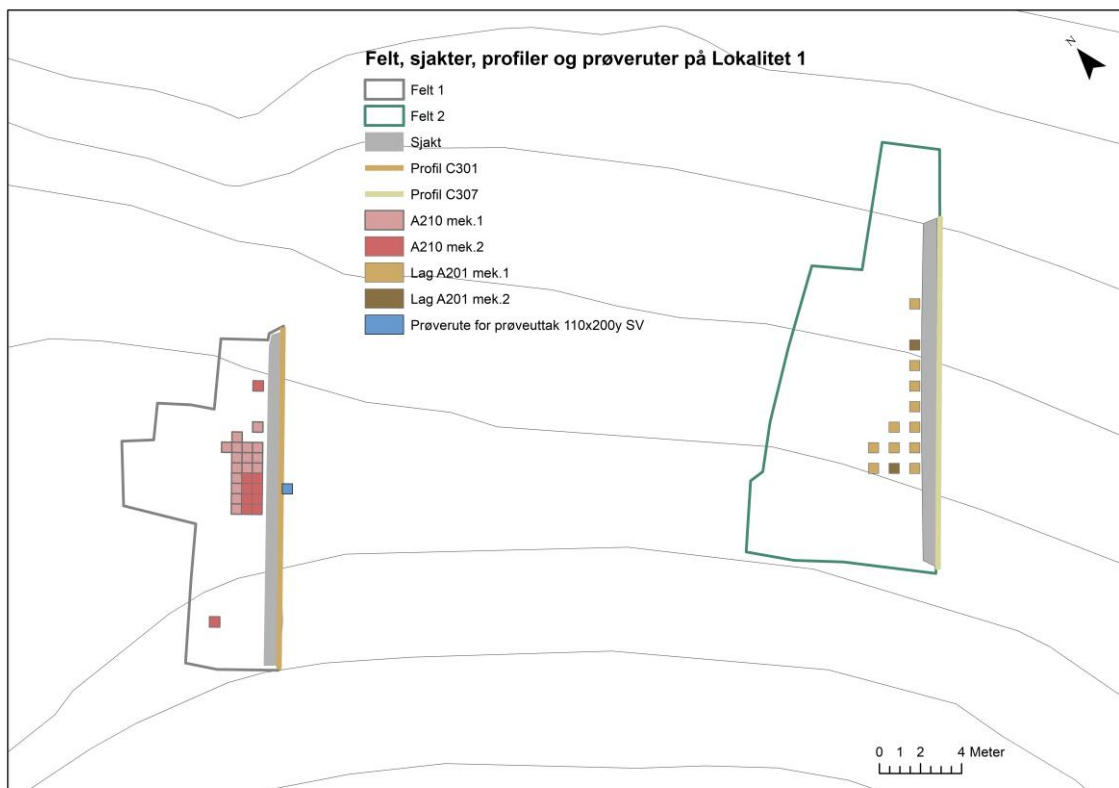 Felt, sjakter, profiler og prøveruter på Lokalitet 1
N
Felt 1
Felt 2
Sjakt
Profil C301
Profil C307
A210 mek.1
A210 mek.2
Lag A201 mek.1
Lag A201 mek.2
Prøverute for prøveuttak 110x200y SV
0 1 2 4 Meter